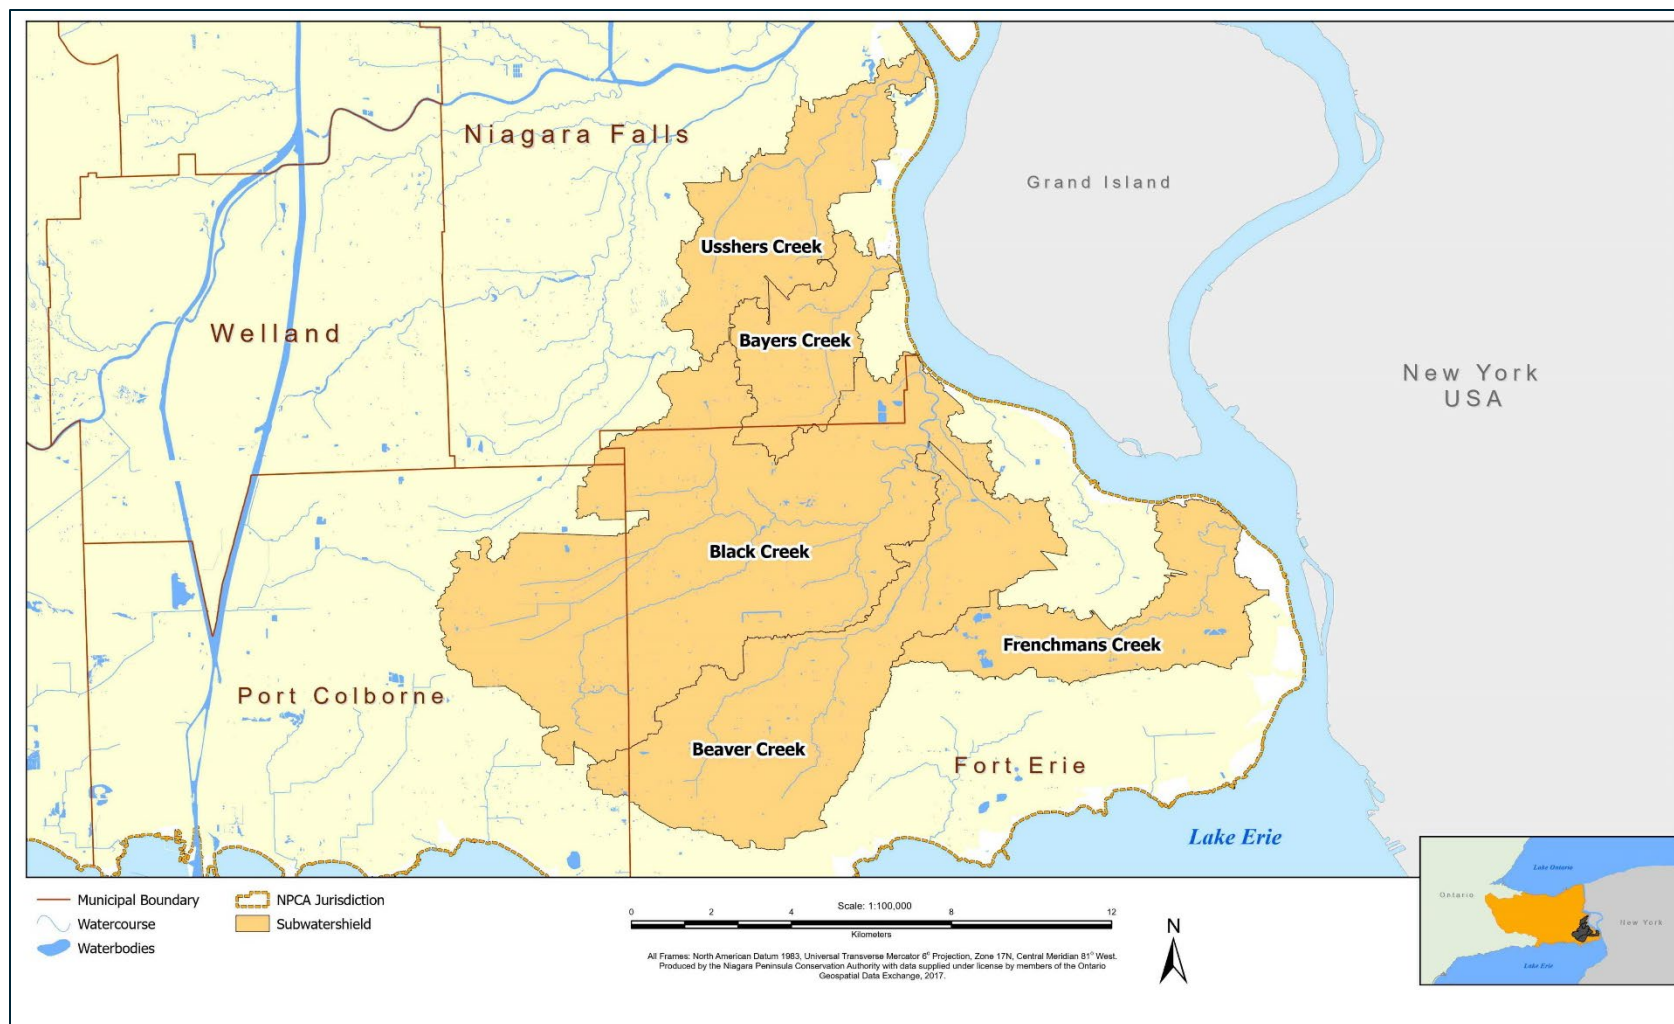 Niagara Falls
Grand Island
Usshers Creek
Welland
Bayers Creek
New York
USA
Black Creek
Frenchmans Creek
Port Colborne
Beaver Creek
Fort Erie
Lake Erie
Municipal Boundary
Watercourse
Waterbodies
NPCA Jurisdiction
Subwatershield
Scale: 1:100,000
0 2 4 8 12
Kilometers
All Frames: North American Datum 1983, Universal Transverse Mercator 6° Projection, Zone 17N, Central Meridian 81° West.
Produced by the Niagara Peninsula Conservation Authority with data supplied under license by members of the Ontario
Geospatial Data Exchange, 2017.
N
Lake Ontario
Ontario
New York
Lake Erie